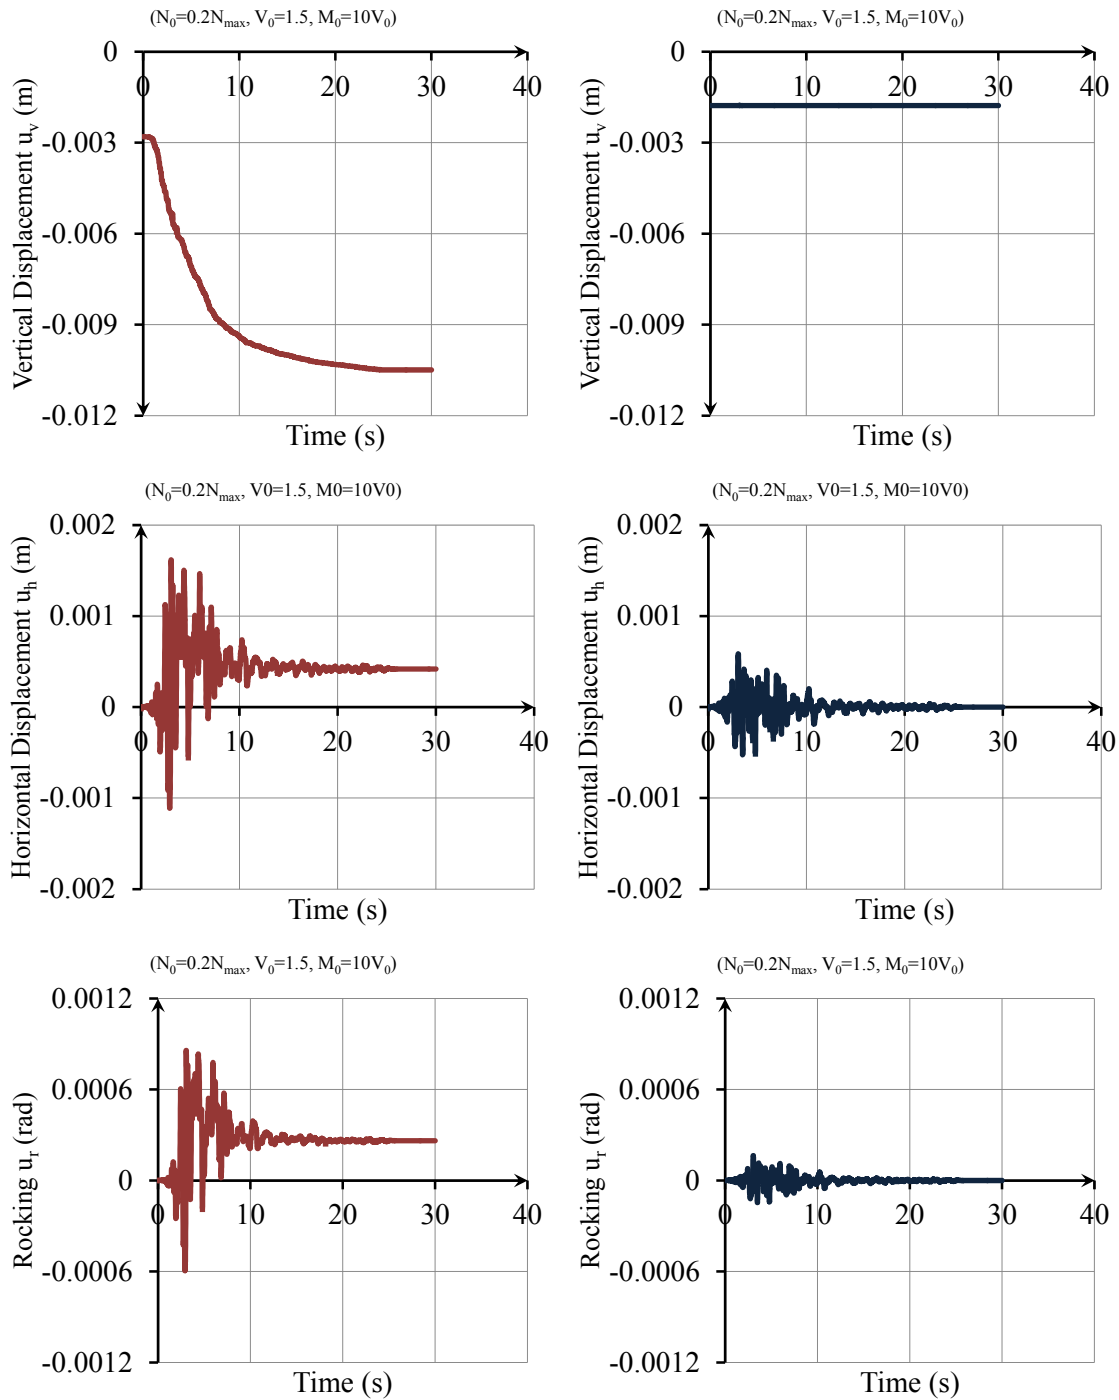 (N₀=0.2Nₘₐₓ, V₀=1.5, M₀=10V₀)
0
-0.003
-0.006
-0.009
-0.012
0 10 20 30 40
Vertical Displacement uᵥ (m)
Time (s)
(N₀=0.2Nₘₐₓ, V₀=1.5, M₀=10V₀)
0
-0.003
-0.006
-0.009
-0.012
0 10 20 30 40
Vertical Displacement uᵥ (m)
Time (s)
(N₀=0.2Nₘₐₓ, V0=1.5, M0=10V0)
0.002
0.001
0
-0.001
-0.002
0 10 20 30 40
Horizontal Displacement uₕ (m)
Time (s)
(N₀=0.2Nₘₐₓ, V0=1.5, M0=10V0)
0.002
0.001
0
-0.001
-0.002
0 10 20 30 40
Horizontal Displacement uₕ (m)
Time (s)
(N₀=0.2Nₘₐₓ, V₀=1.5, M₀=10V₀)
0.0012
0.0006
0
-0.0006
-0.0012
0 10 20 30 40
Rocking uᵣ (rad)
Time (s)
(N₀=0.2Nₘₐₓ, V₀=1.5, M₀=10V₀)
0.0012
0.0006
0
-0.0006
-0.0012
0 10 20 30 40
Rocking uᵣ (rad)
Time (s)